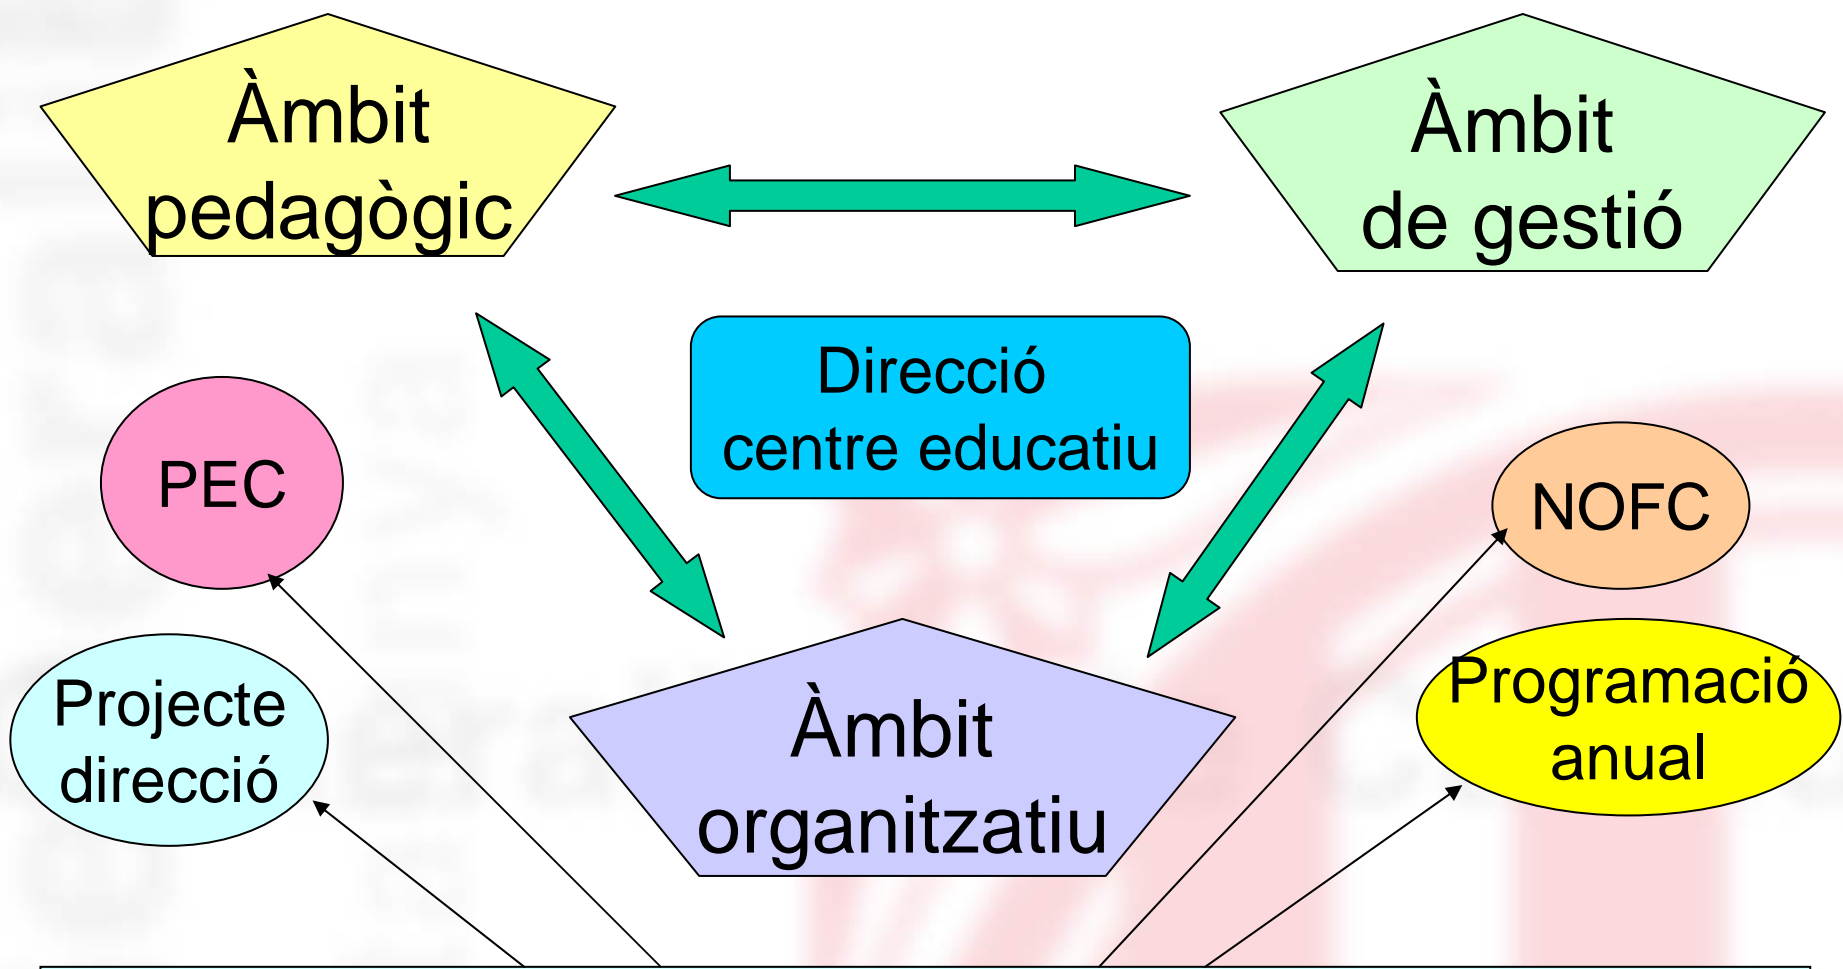 Àmbit
pedagògic
Àmbit
de gestió
Direcció
centre educatiu
PEC
NOFC
Projecte
direcció
Àmbit
organitzatiu
Programació
anual